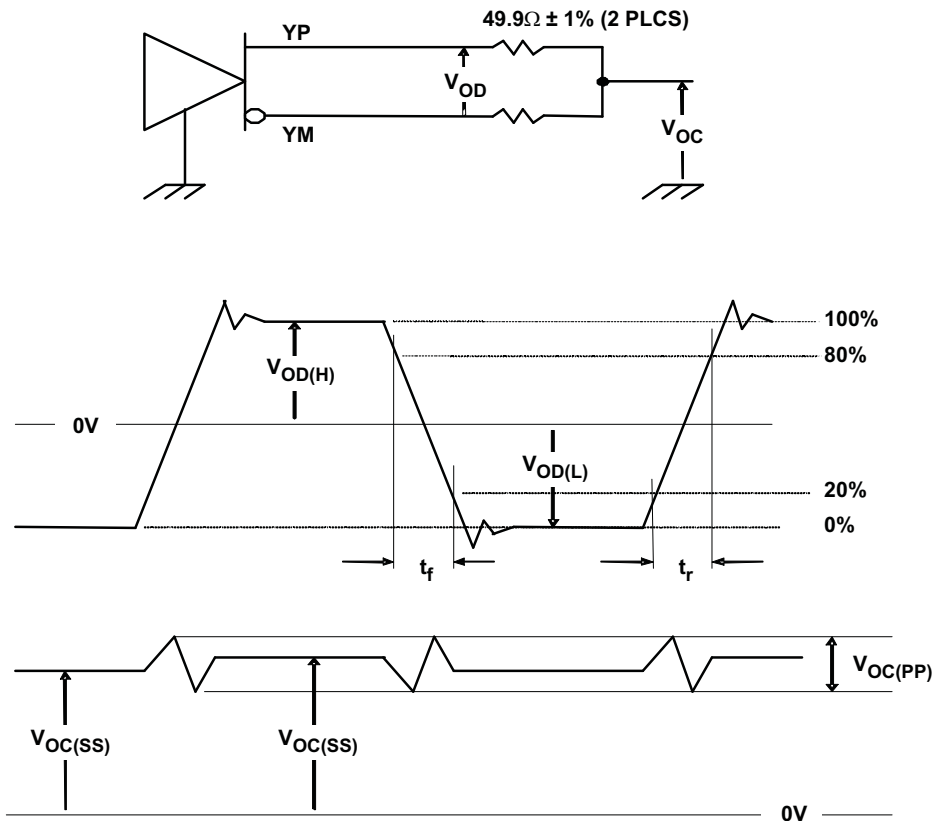 49.9Ω ± 1% (2 PLCS)
YP
VOD
YM
VOC
100%
80%
VOD(H)
0V
VOD(L)
20%
0%
tf
tr
VOC(PP)
VOC(SS)
VOC(SS)
0V